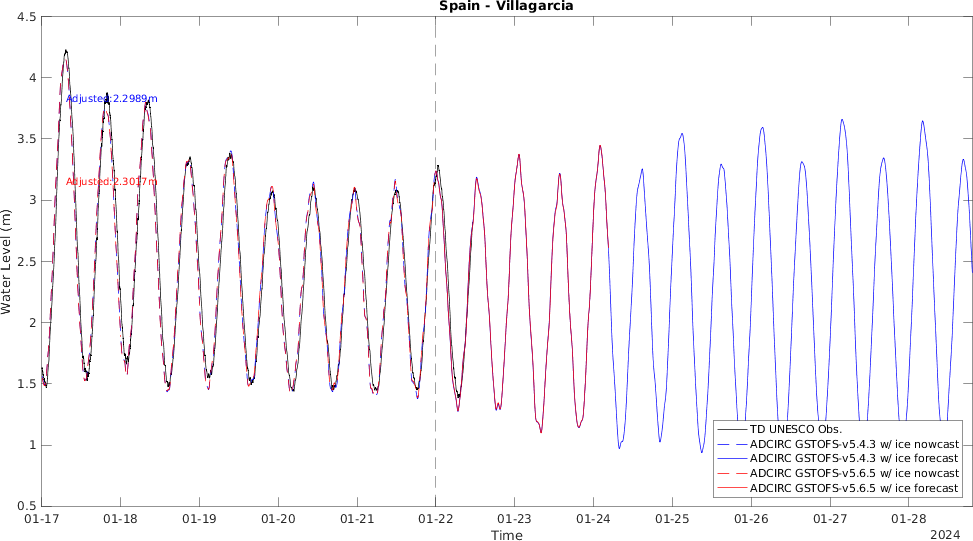 Spain - Villagarcia
4.5
4
3.5
3
2.5
2
1.5
1
0.5
Water Level (m)
Adjusted:2.2989m
Adjusted:2.3017m
TD UNESCO Obs.
ADCIRC GSTOFS-v5.4.3 w/ ice nowcast
ADCIRC GSTOFS-v5.4.3 w/ ice forecast
ADCIRC GSTOFS-v5.6.5 w/ ice nowcast
ADCIRC GSTOFS-v5.6.5 w/ ice forecast
01-17 01-18 01-19 01-20 01-21 01-22 01-23 01-24 01-25 01-26 01-27 01-28
Time
2024